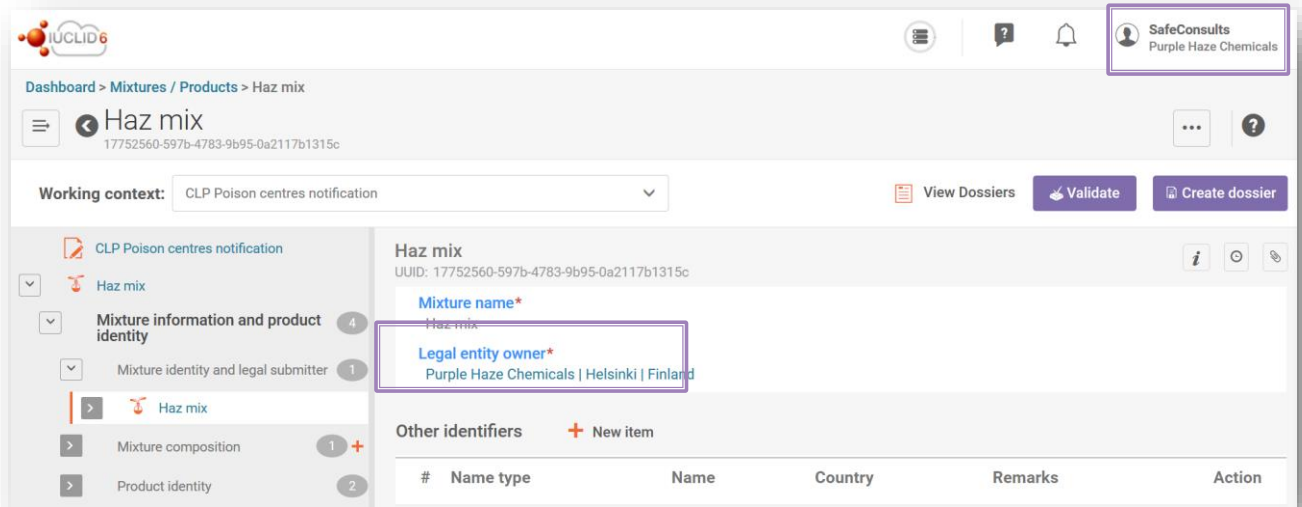 IUCLID6
?
SafeConsults
Purple Haze Chemicals
Dashboard > Mixtures / Products > Haz mix
Haz mix
17752560-597b-4783-9b95-0a2117b1315c
?
Working context:
CLP Poison centres notification
View Dossiers
Validate
Create dossier
CLP Poison centres notification
Haz mix
Mixture information and product
identity
4
Mixture identity and legal submitter
1
Haz mix
Mixture composition
1
Product identity
2
Haz mix
UUID: 17752560-597b-4783-9b95-0a2117b1315c
i
Mixture name*
Haz mix
Legal entity owner*
Purple Haze Chemicals | Helsinki | Finland
Other identifiers
New item
# Name type Name Country Remarks Action